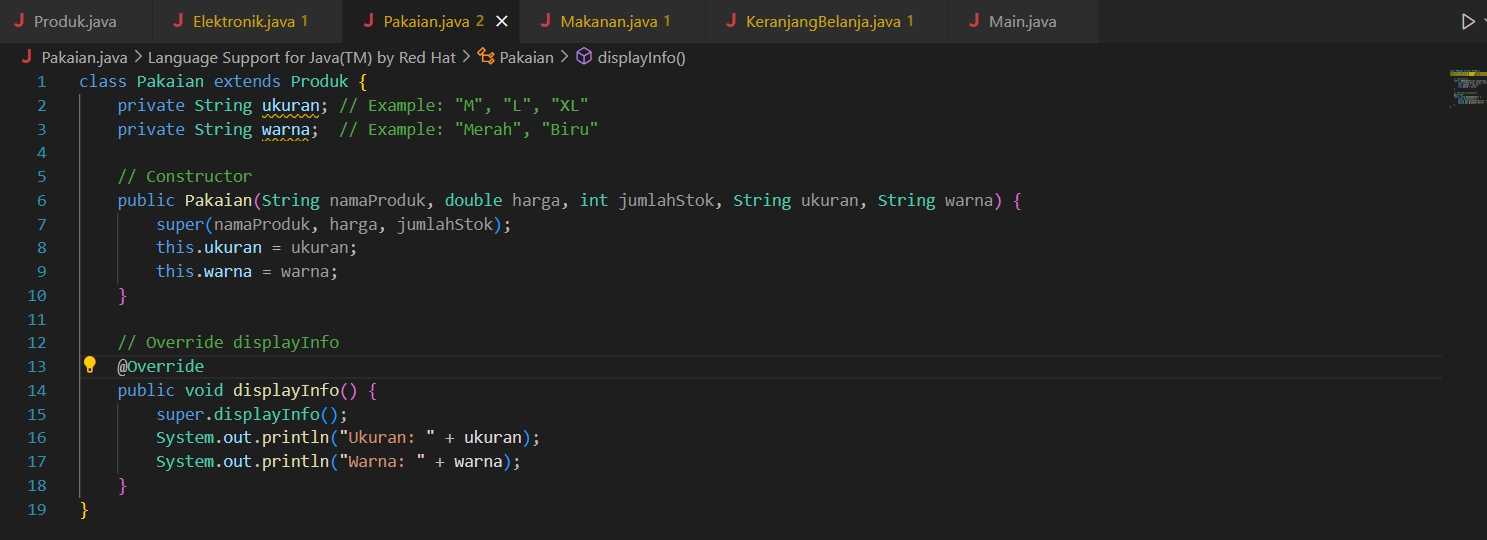 J Produk.java J Elektronik.java 1 J Pakaian.java 2 × J Makanan.java 1 J KeranjangBelanja.java 1 J Main.java
J Pakaian.java > Language Support for Java(TM) by Red Hat > Pakaian > displayInfo()
1 class Pakaian extends Produk {
2 private String ukuran; // Example: "M", "L", "XL"
3 private String warna; // Example: "Merah", "Biru"
4
5 // Constructor
6 public Pakaian(String namaProduk, double harga, int jumlahStok, String ukuran, String warna) {
7 super(namaProduk, harga, jumlahStok);
8 this.ukuran = ukuran;
9 this.warna = warna;
10 }
11
12 // Override displayInfo
13 @Override
14 public void displayInfo() {
15 super.displayInfo();
16 System.out.println("Ukuran: " + ukuran);
17 System.out.println("Warna: " + warna);
18 }
19 }